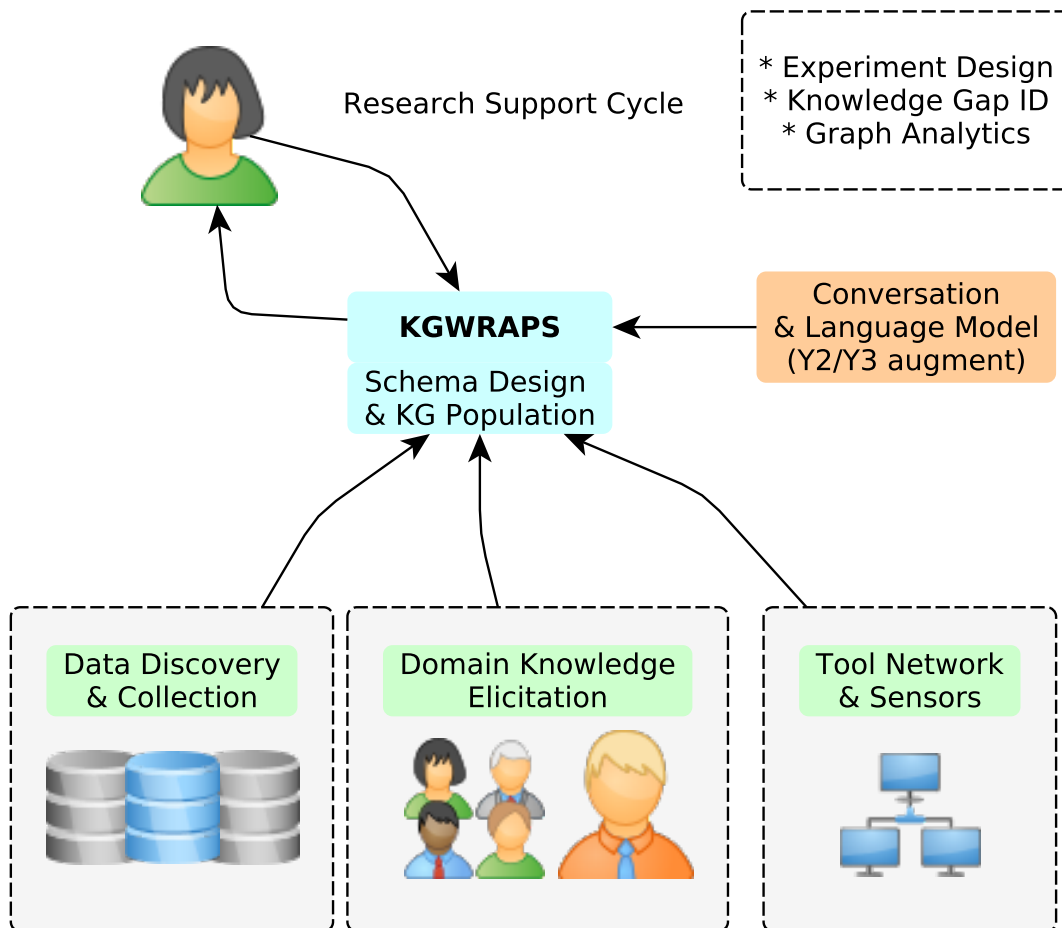 Research Support Cycle
* Experiment Design
* Knowledge Gap ID
* Graph Analytics
KGWRAPS
Schema Design
& KG Population
Conversation
& Language Model
(Y2/Y3 augment)
Data Discovery
& Collection
Domain Knowledge
Elicitation
Tool Network
& Sensors